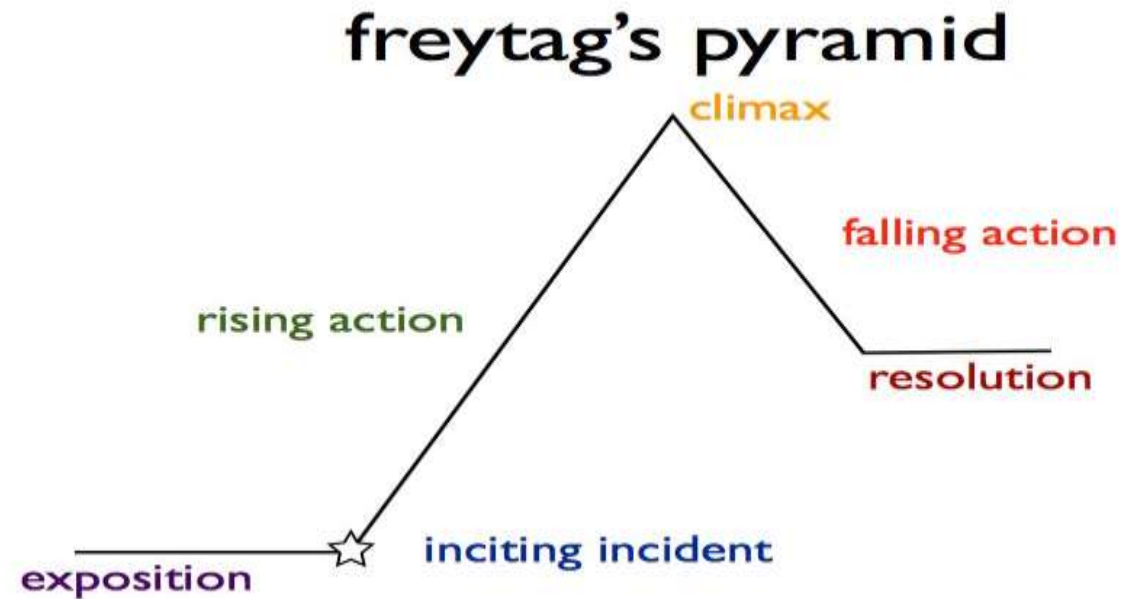 freytag's pyramid
climax
falling action
rising action
resolution
inciting incident
exposition